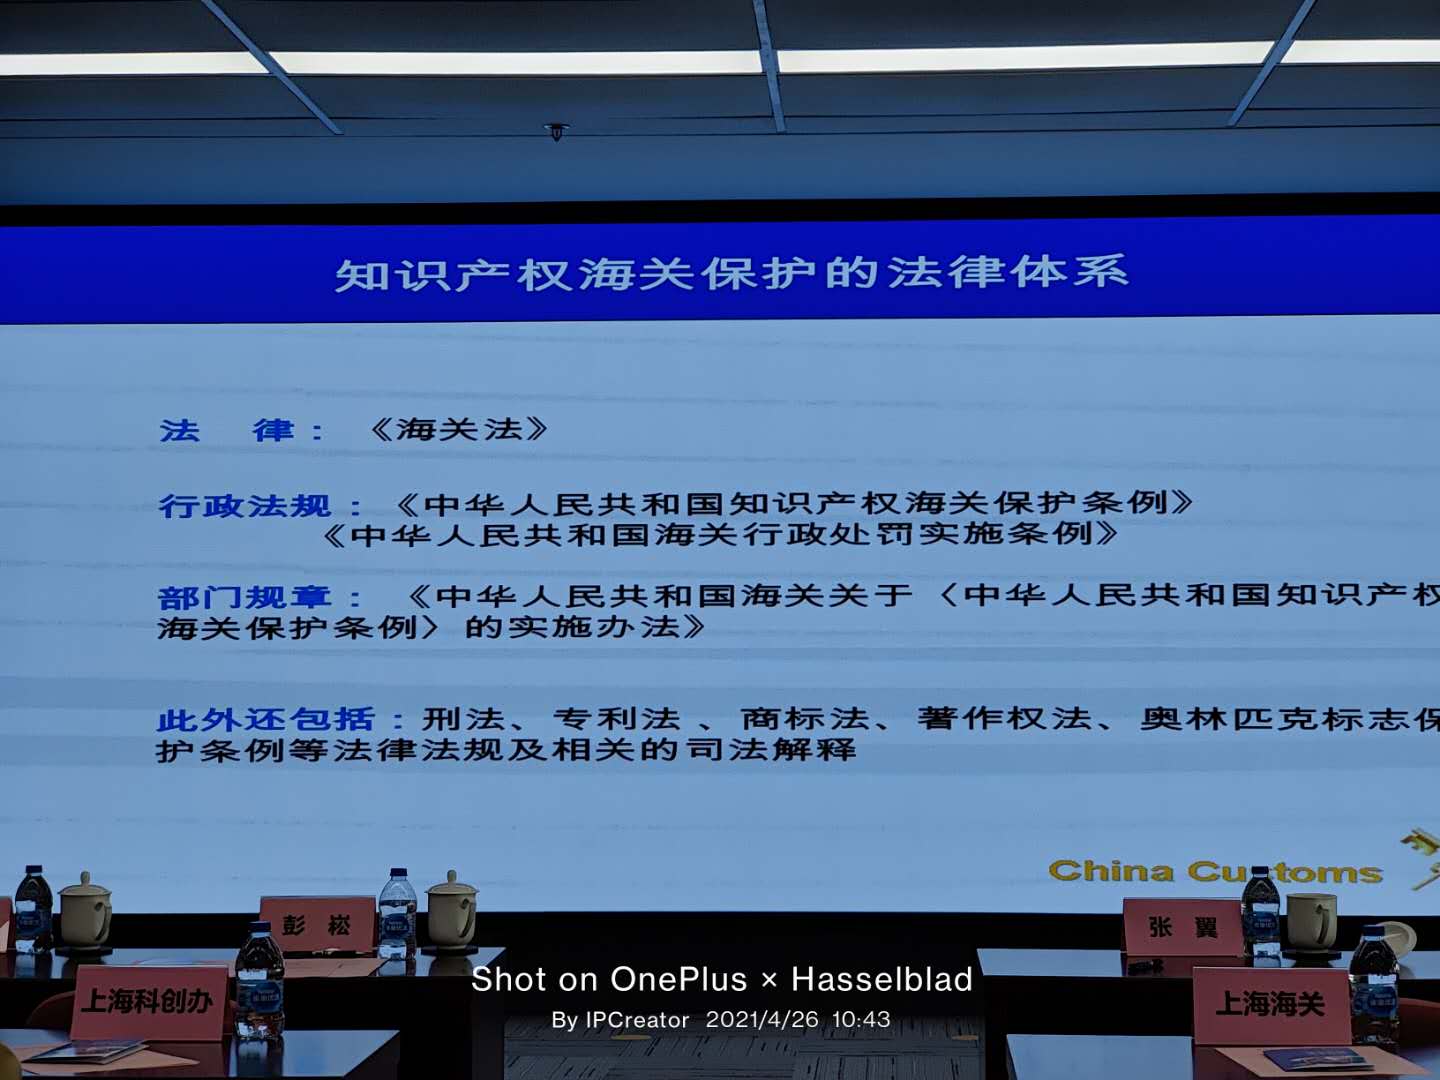 知识产权海关保护的法律体系
法 律：《海关法》
行政法规：《中华人民共和国知识产权海关保护条例》
《中华人民共和国海关行政处罚实施条例》
部门规章：《中华人民共和国海关关于〈中华人民共和国知识产权
海关保护条例〉的实施办法》
此外还包括：刑法、专利法、商标法、著作权法、奥林匹克标志保
护条例等法律法规及相关的司法解释
China Customs
彭 崧
张 翼
上海科创办
上海海关
Shot on OnePlus × Hasselblad
By IPCreator 2021/4/26 10:43